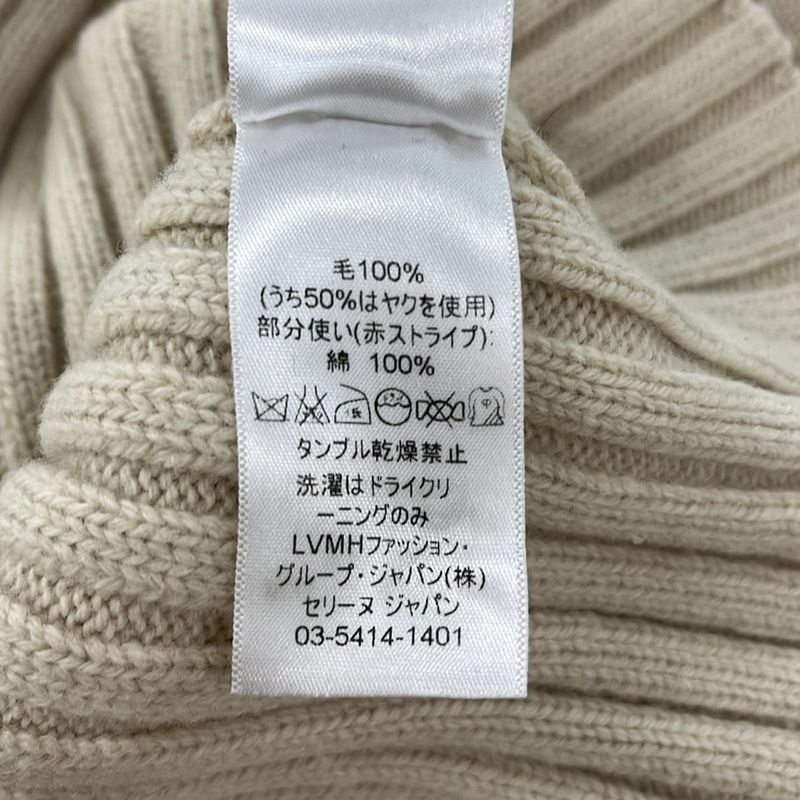 毛100%
(うち50%はヤクを使用)
部分使い(赤ストライプ):
綿 100%
タンブル乾燥禁止
洗濯はドライクリ
ーニングのみ
LVMHファッション・
グループ・ジャパン(株)
セリーヌ ジャパン
03-5414-1401